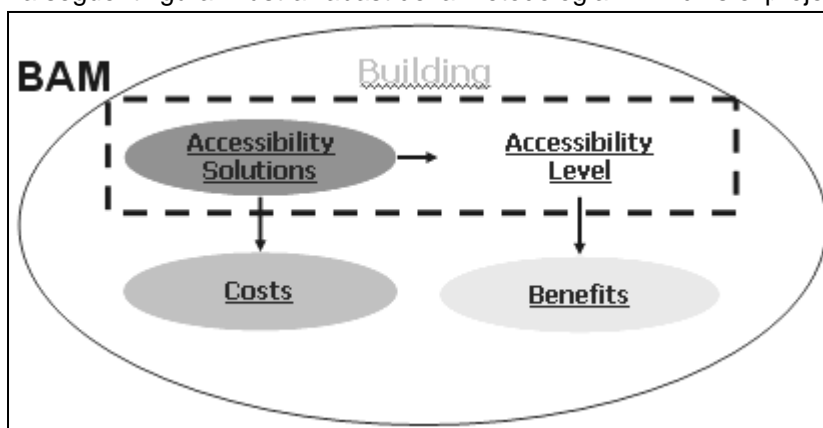 Building
BAM
Accessibility
Solutions
Accessibility
Level
Costs
Benefits